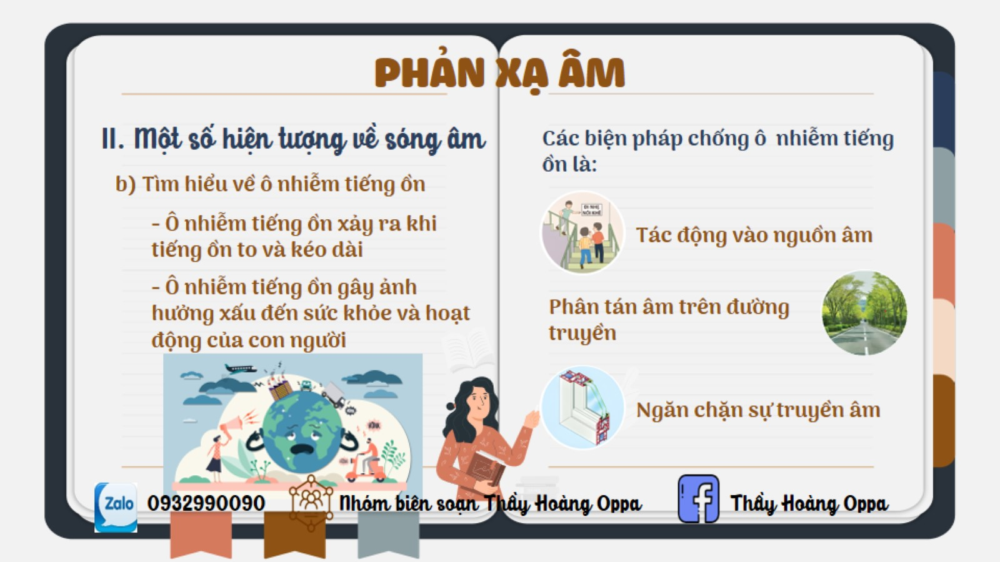 PHẢN XẠ ÂM
II. Một số hiện tượng về sóng âm
b) Tìm hiểu về ô nhiễm tiếng ồn
- Ô nhiễm tiếng ồn xảy ra khi
tiếng ồn to và kéo dài
- Ô nhiễm tiếng ồn gây ảnh
hưởng xấu đến sức khỏe và hoạt
động của con người
Các biện pháp chống ô nhiễm tiếng
ồn là:
ĐI NHẸ
NÓI KHẼ
Tác động vào nguồn âm
Phân tán âm trên đường
truyền
Ngăn chặn sự truyền âm
Zalo
0932990090
Nhóm biên soạn Thầy Hoàng Oppa
Thầy Hoàng Oppa